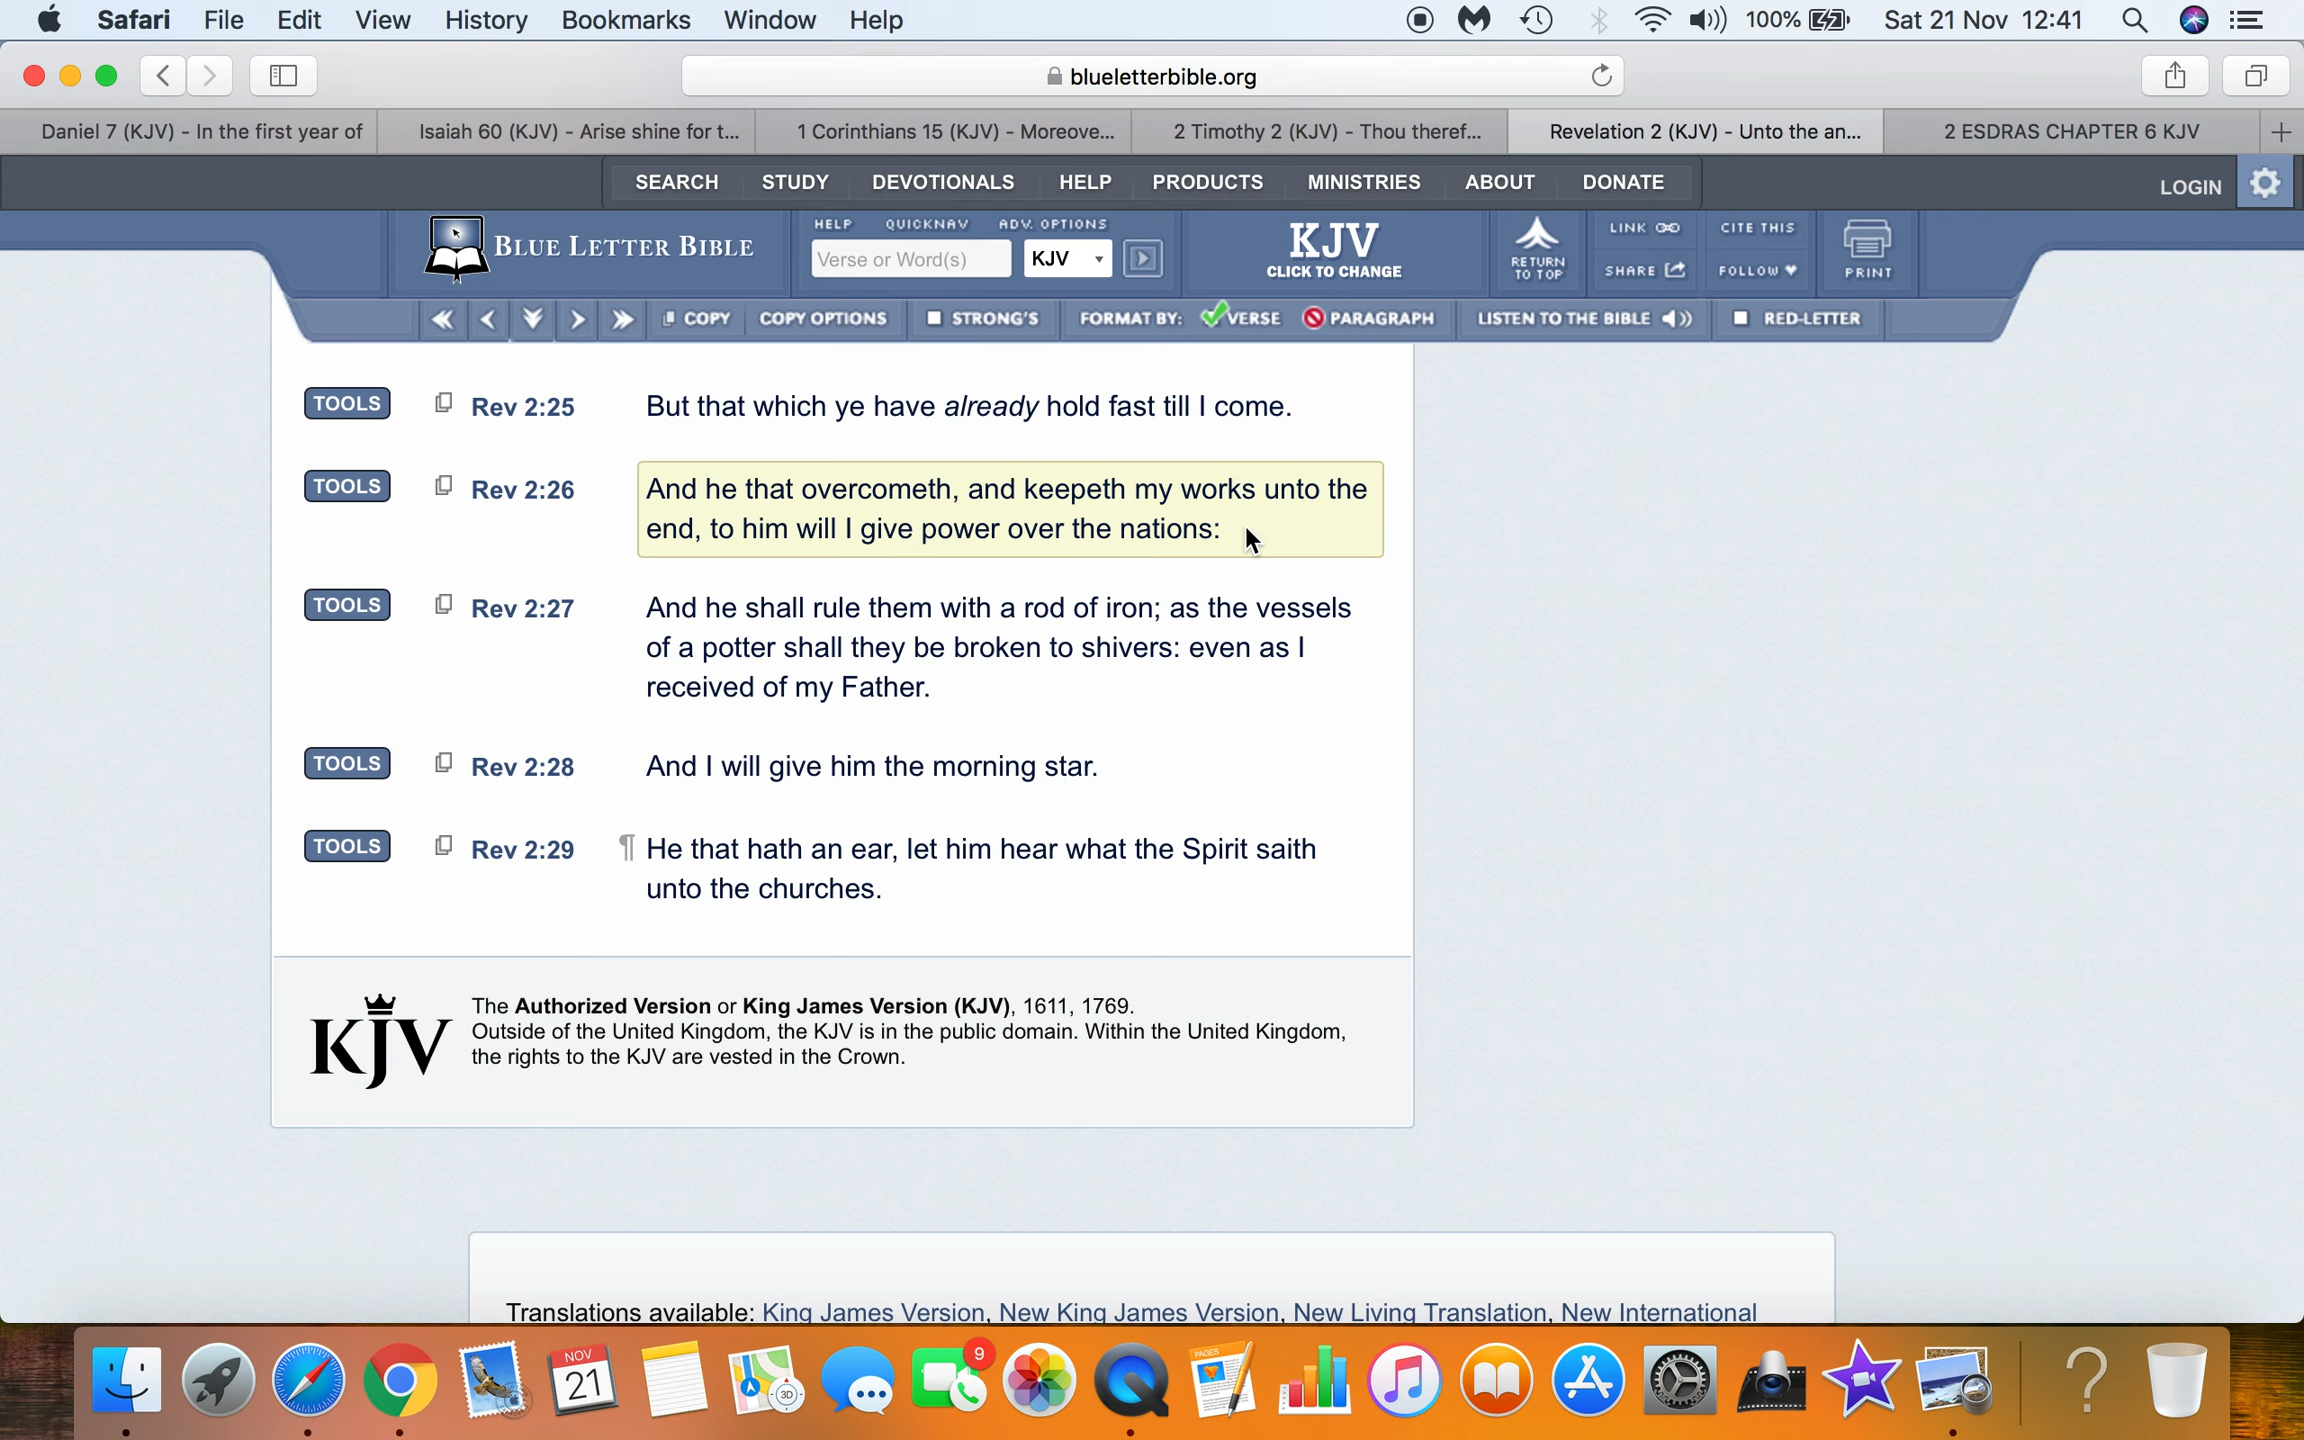 Safari File Edit View History Bookmarks Window Help 100% Sat 21 Nov 12:41
blueletterbible.org
Daniel 7 (KJV) - In the first year of Isaiah 60 (KJV) - Arise shine for t... 1 Corinthians 15 (KJV) - Moreove... 2 Timothy 2 (KJV) - Thou theref... Revelation 2 (KJV) - Unto the an... 2 ESDRAS CHAPTER 6 KJV
SEARCH STUDY DEVOTIONALS HELP PRODUCTS MINISTRIES ABOUT DONATE LOGIN
HELP QUICKNAV ADV. OPTIONS
BLUE LETTER BIBLE
Verse or Word(s) KJV
KJV
CLICK TO CHANGE
RETURN
TO TOP
LINK CITE THIS
SHARE FOLLOW
PRINT
COPY COPY OPTIONS STRONG'S FORMAT BY: VERSE PARAGRAPH LISTEN TO THE BIBLE RED-LETTER
TOOLS Rev 2:25 But that which ye have already hold fast till I come.
TOOLS Rev 2:26 And he that overcometh, and keepeth my works unto the
end, to him will I give power over the nations:
TOOLS Rev 2:27 And he shall rule them with a rod of iron; as the vessels
of a potter shall they be broken to shivers: even as I
received of my Father.
TOOLS Rev 2:28 And I will give him the morning star.
TOOLS Rev 2:29 ¶ He that hath an ear, let him hear what the Spirit saith
unto the churches.
KJV
The Authorized Version or King James Version (KJV), 1611, 1769.
Outside of the United Kingdom, the KJV is in the public domain. Within the United Kingdom,
the rights to the KJV are vested in the Crown.
Translations available: King James Version, New King James Version, New Living Translation, New International
NOV
21
3D
9
PAGES